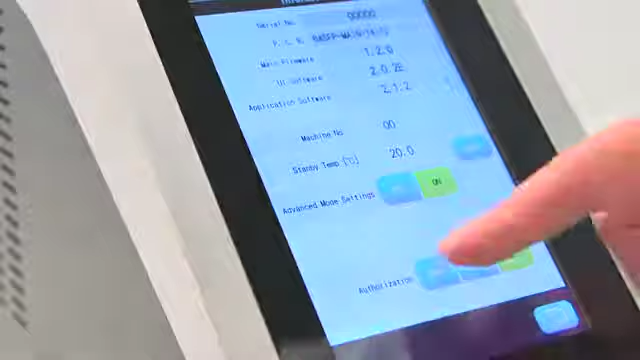 Serial No. 00000
P. C. B.
Main Firmware 1.2.0
UI Software 2.0.2E
Application Software 2.1.2
Machine No 00
Standby Temp (℃) 20.0
Advanced Mode Settings ON
Authorization